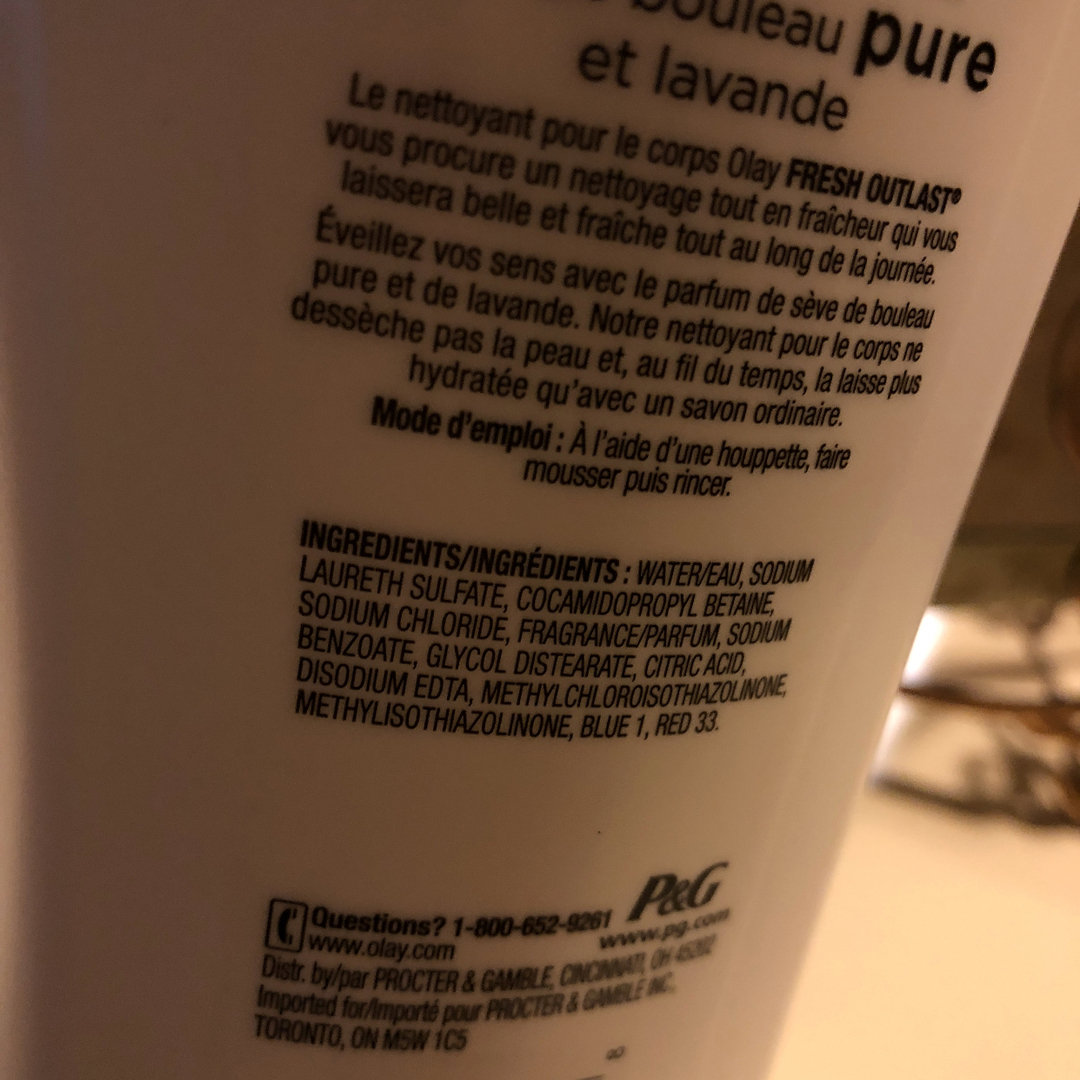 bouleau pure
et lavande
Le nettoyant pour le corps Olay FRESH OUTLAST®
vous procure un nettoyage tout en fraîcheur qui vous
laissera belle et fraîche tout au long de la journée.
Éveillez vos sens avec le parfum de sève de bouleau
pure et de lavande. Notre nettoyant pour le corps ne
dessèche pas la peau et, au fil du temps, la laisse plus
hydratée qu'avec un savon ordinaire.
Mode d'emploi : À l'aide d'une houppette, faire
mousser puis rincer.
INGREDIENTS/INGRÉDIENTS : WATER/EAU, SODIUM
LAURETH SULFATE, COCAMIDOPROPYL BETAINE,
SODIUM CHLORIDE, FRAGRANCE/PARFUM, SODIUM
BENZOATE, GLYCOL DISTEARATE, CITRIC ACID,
DISODIUM EDTA, METHYLCHLOROISOTHIAZOLINONE,
METHYLISOTHIAZOLINONE, BLUE 1, RED 33.
P&G
Questions? 1-800-652-9261
www.pg.com
www.olay.com
Distr. by/par PROCTER & GAMBLE, CINCINNATI, OH 45202
Imported for/Importé pour PROCTER & GAMBLE INC.,
TORONTO, ON M5W 1C5